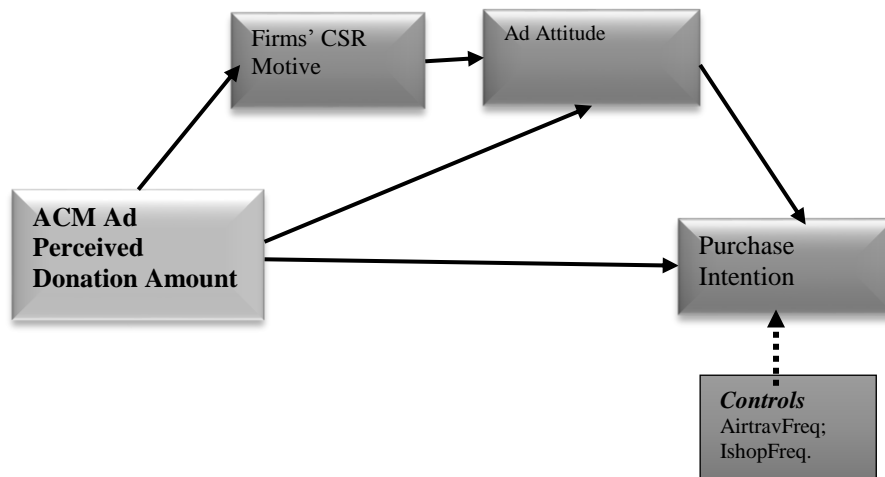 Firms’ CSR
Motive
Ad Attitude
ACM Ad
Perceived
Donation Amount
Purchase
Intention
Controls
AirtravFreq;
IshopFreq.